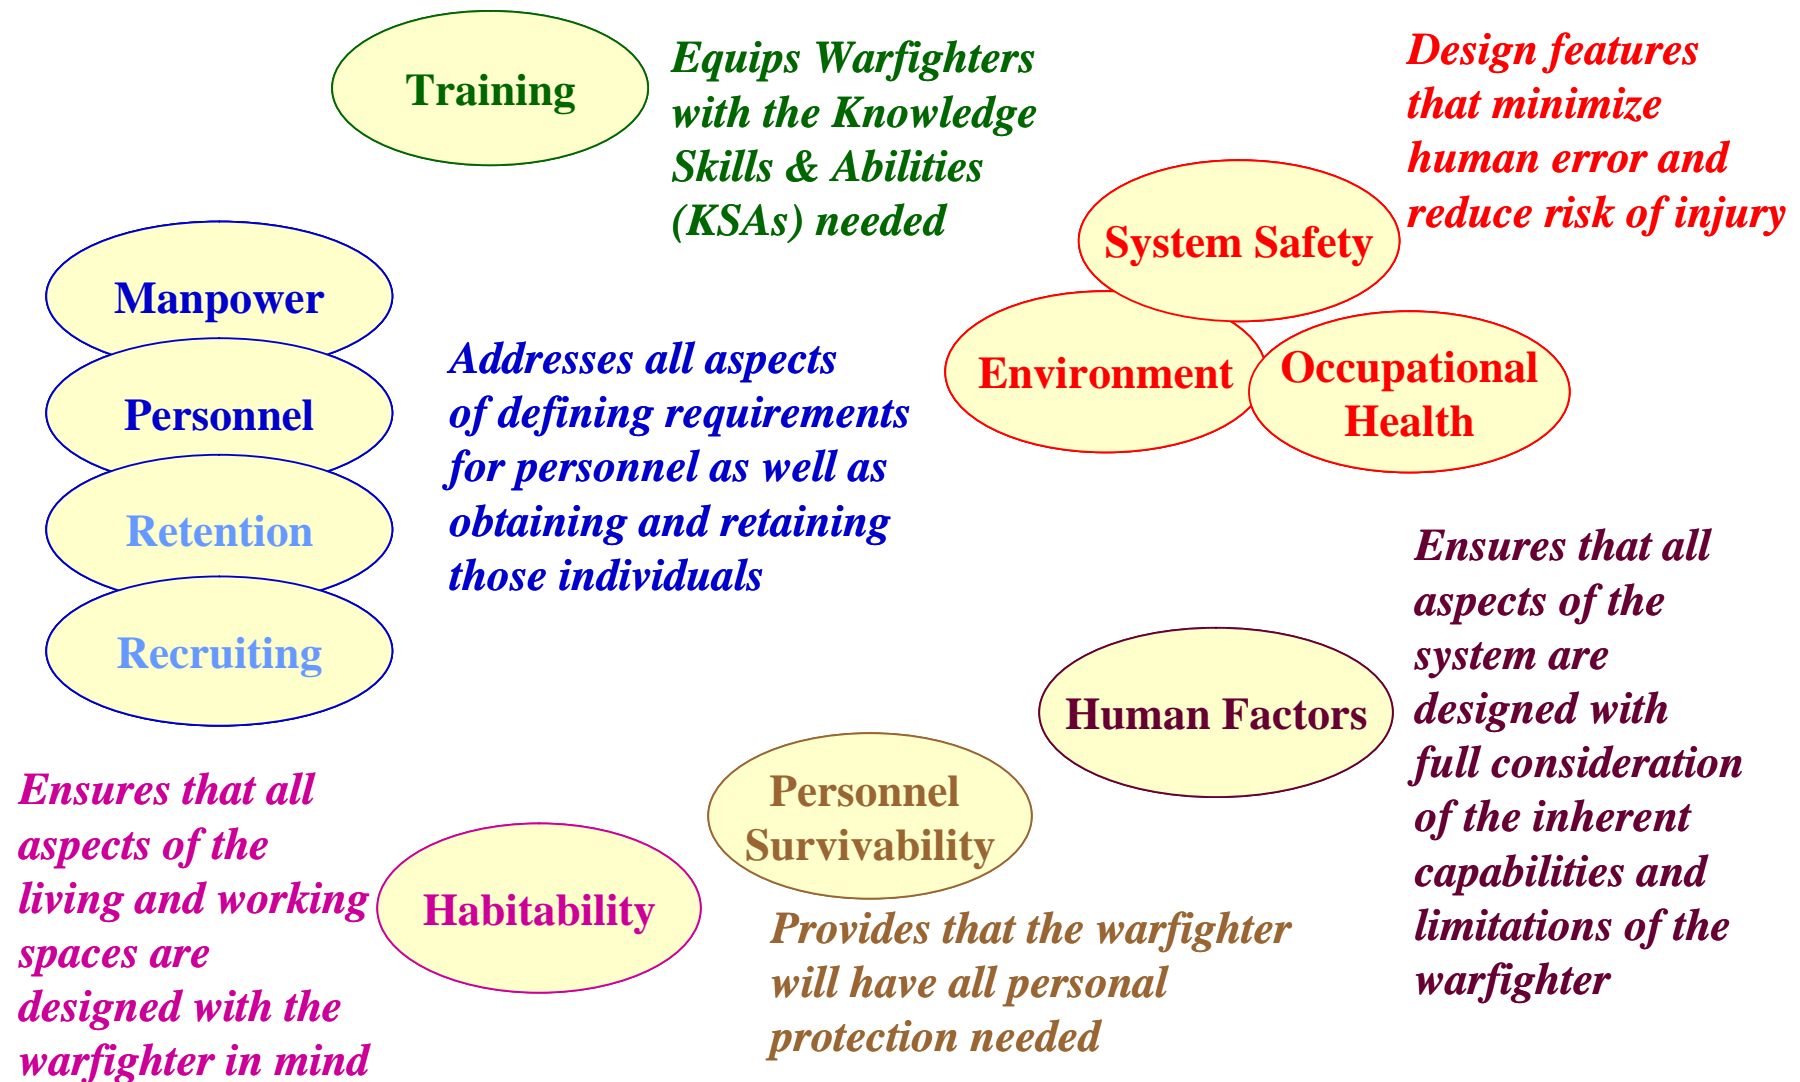 Training
Equips Warfighters
with the Knowledge
Skills & Abilities
(KSAs) needed
Design features
that minimize
human error and
reduce risk of injury
System Safety
Environment
Occupational
Health
Manpower
Personnel
Retention
Recruiting
Addresses all aspects
of defining requirements
for personnel as well as
obtaining and retaining
those individuals
Human Factors
Ensures that all
aspects of the
system are
designed with
full consideration
of the inherent
capabilities and
limitations of the
warfighter
Personnel
Survivability
Provides that the warfighter
will have all personal
protection needed
Habitability
Ensures that all
aspects of the
living and working
spaces are
designed with the
warfighter in mind